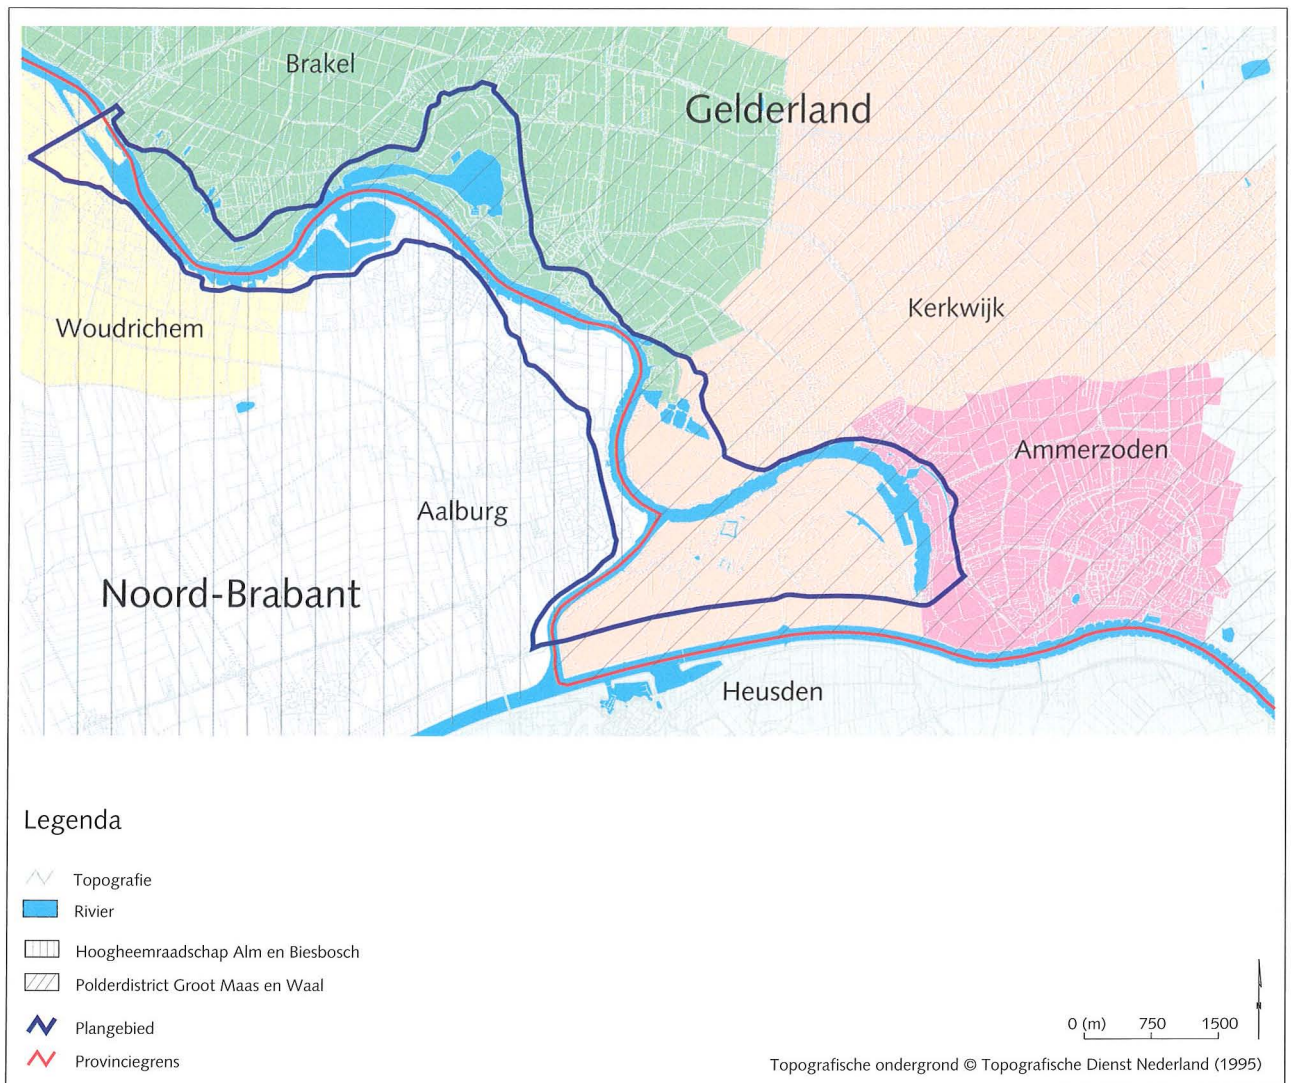 Brakel
Gelderland
Kerkwijk
Woudrichem
Ammerzoden
Aalburg
Noord-Brabant
Heusden
Legenda
Topografie
Rivier
Hoogheemraadschap Alm en Biesbosch
Polderdistrict Groot Maas en Waal
Plangebied
Provinciegrens
N
0 (m) 750 1500
Topografische ondergrond © Topografische Dienst Nederland (1995)